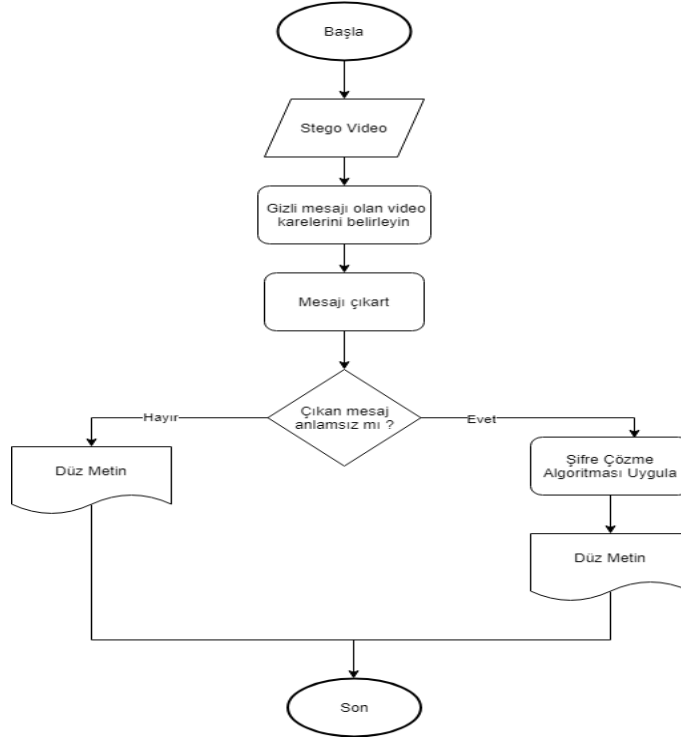 Başla
Stego Video
Gizli mesajı olan video
karelerini belirleyin
Mesajı çıkart
Çıkan mesaj
anlamsız mı ?
Hayır
Evet
Düz Metin
Şifre Çözme
Algoritması Uygula
Düz Metin
Son